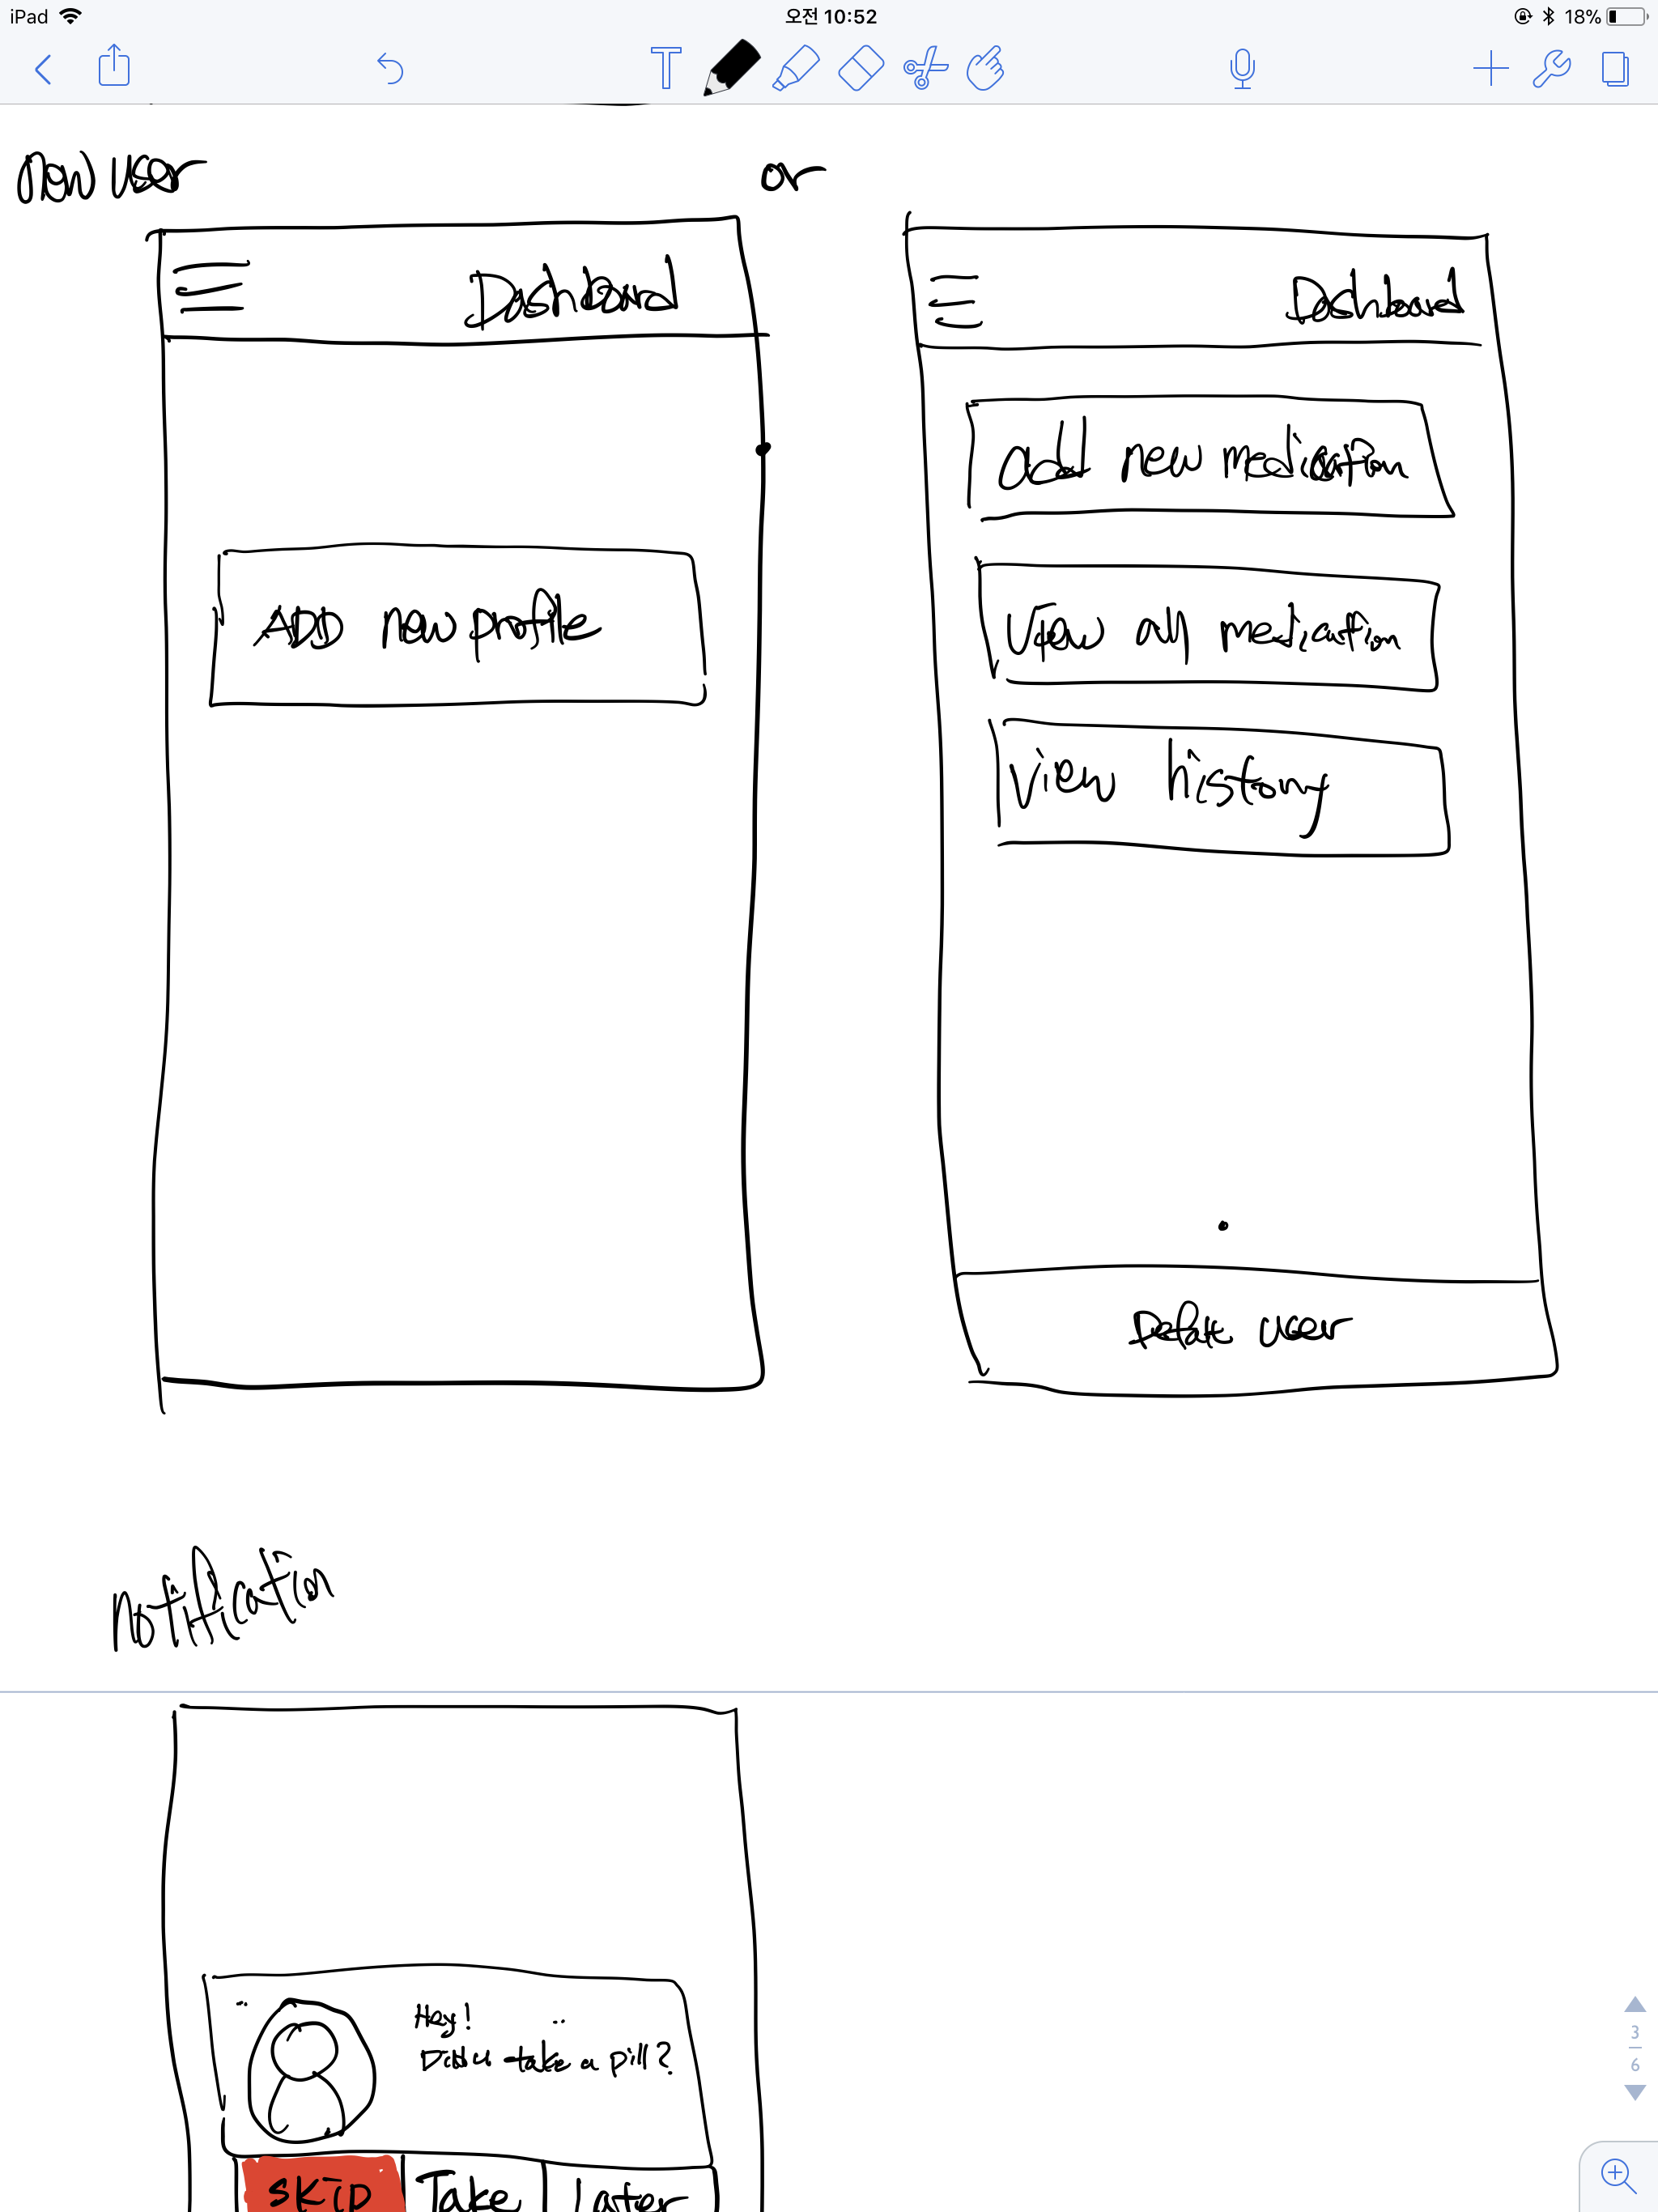 iPad
오전 10:52
18%
T
new user
or
Dashboard
ADD new profile
Dashboard
add new medication
View all medication
View history
user
notification
Hey!
Did u take a pill?
Skip
Take
Later
3
6